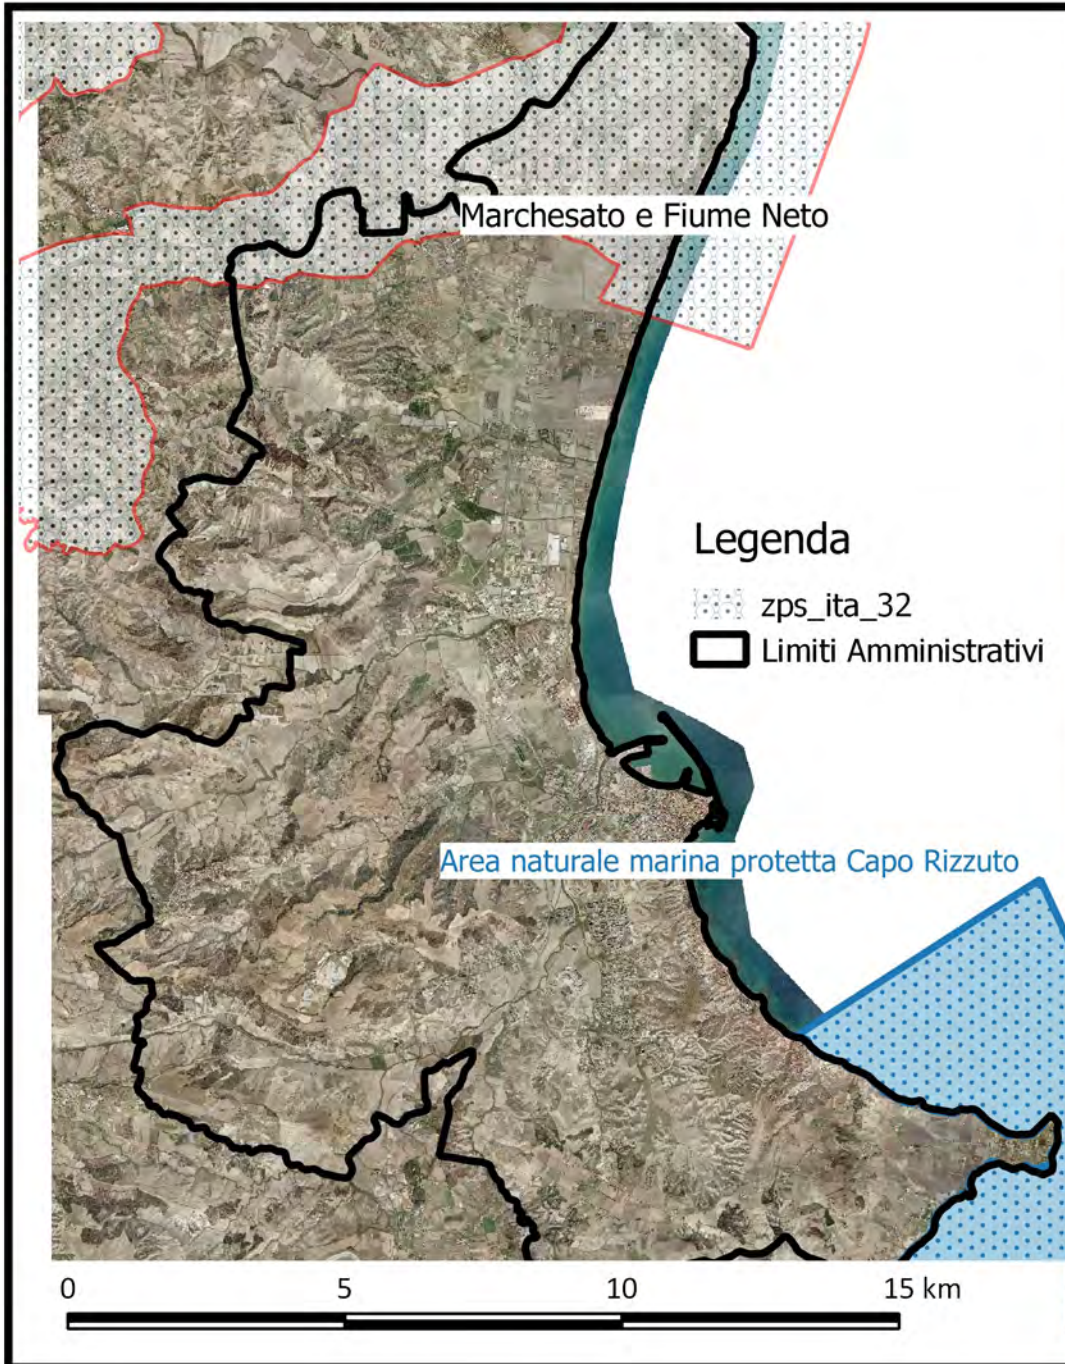 Marchesato e Fiume Neto
Legenda
zps_ita_32
Limiti Amministrativi
Area naturale marina protetta Capo Rizzuto
0 5 10 15 km